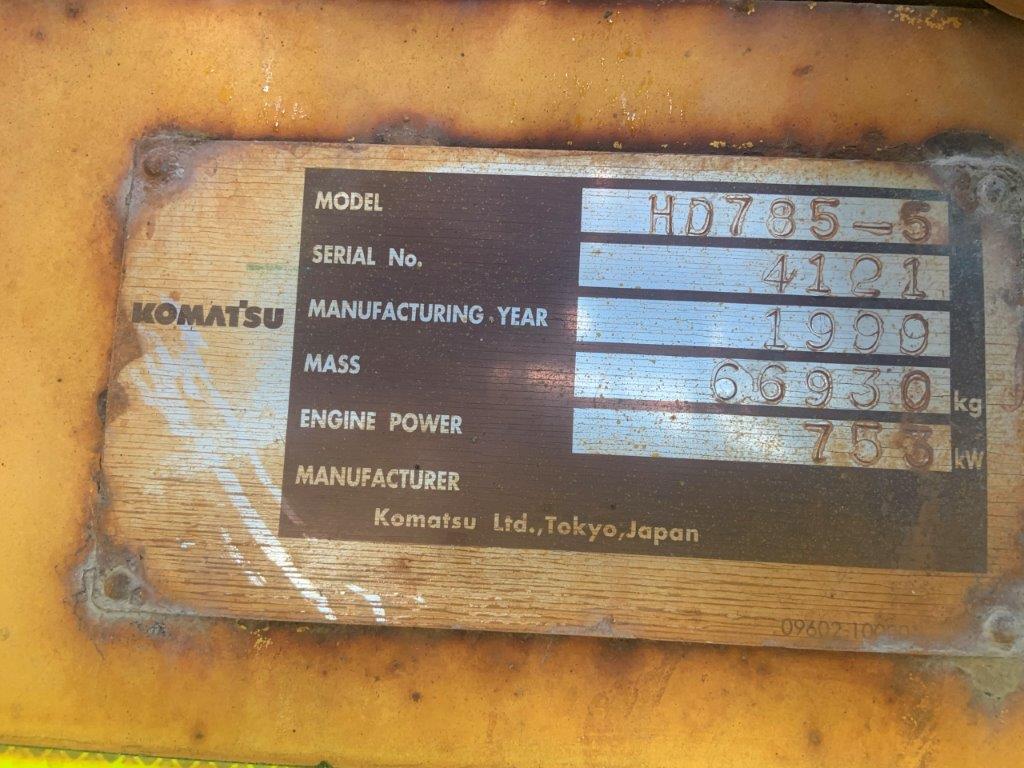 MODEL HD785-5
SERIAL No. 4121
KOMATSU
MANUFACTURING YEAR 1999
MASS 66930 kg
ENGINE POWER 753 kW
MANUFACTURER
Komatsu Ltd.,Tokyo,Japan